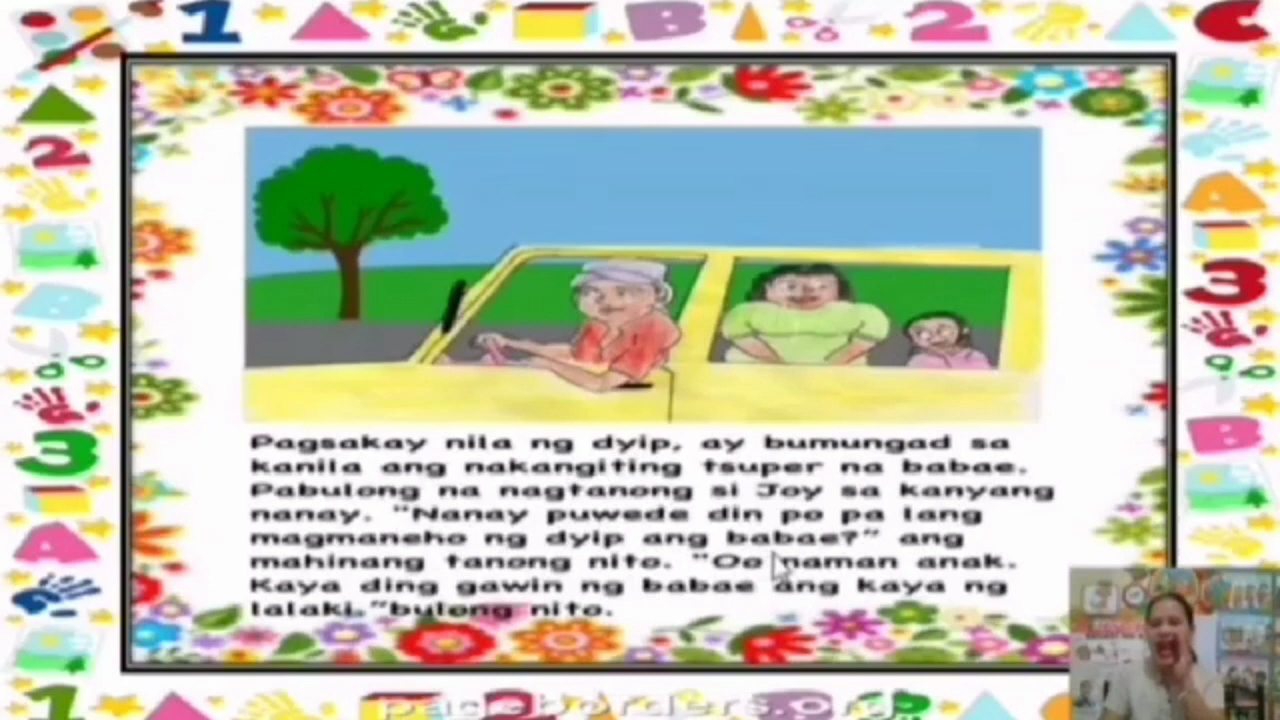 Pagsakay nila ng dyip, ay bumungad sa
kanila ang nakangiting tsuper na babae.
Pabulong na nagtanong si Joy sa kanyang
nanay. "Nanay puwede din po pa lang
magmaneho ng dyip ang babae?" ang
mahinang tanong nito. "Oo naman anak.
Kaya ding gawin ng babae ang kaya ng
lalaki."bulong nito.
pageborders.org